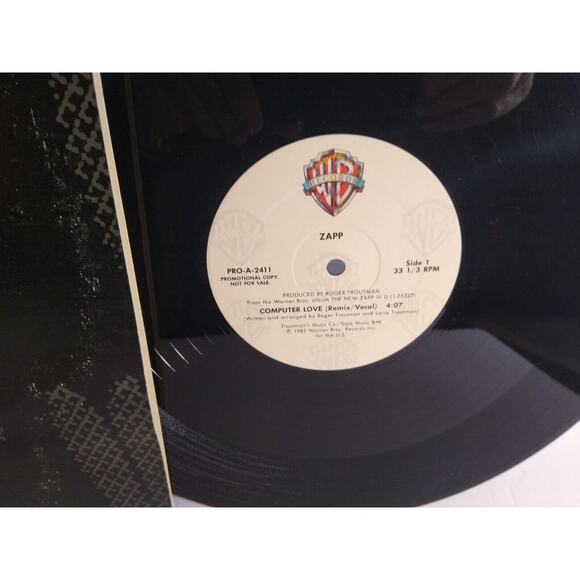 WB
RECORDS
ZAPP
PRO-A-2411
PROMOTIONAL COPY.
NOT FOR SALE.
Side 1
33 1/3 RPM
PRODUCED BY ROGER TROUTMAN
From the Warner Bros. album THE NEW ZAPP IV U (1-25327)
COMPUTER LOVE (Remix/Vocal) 4:07
(Written and arranged by Roger Troutman and Larry Troutman)
Troutman's Music Co./Saja Music BMI
℗ 1985 Warner Bros. Records Inc.
for the U.S.